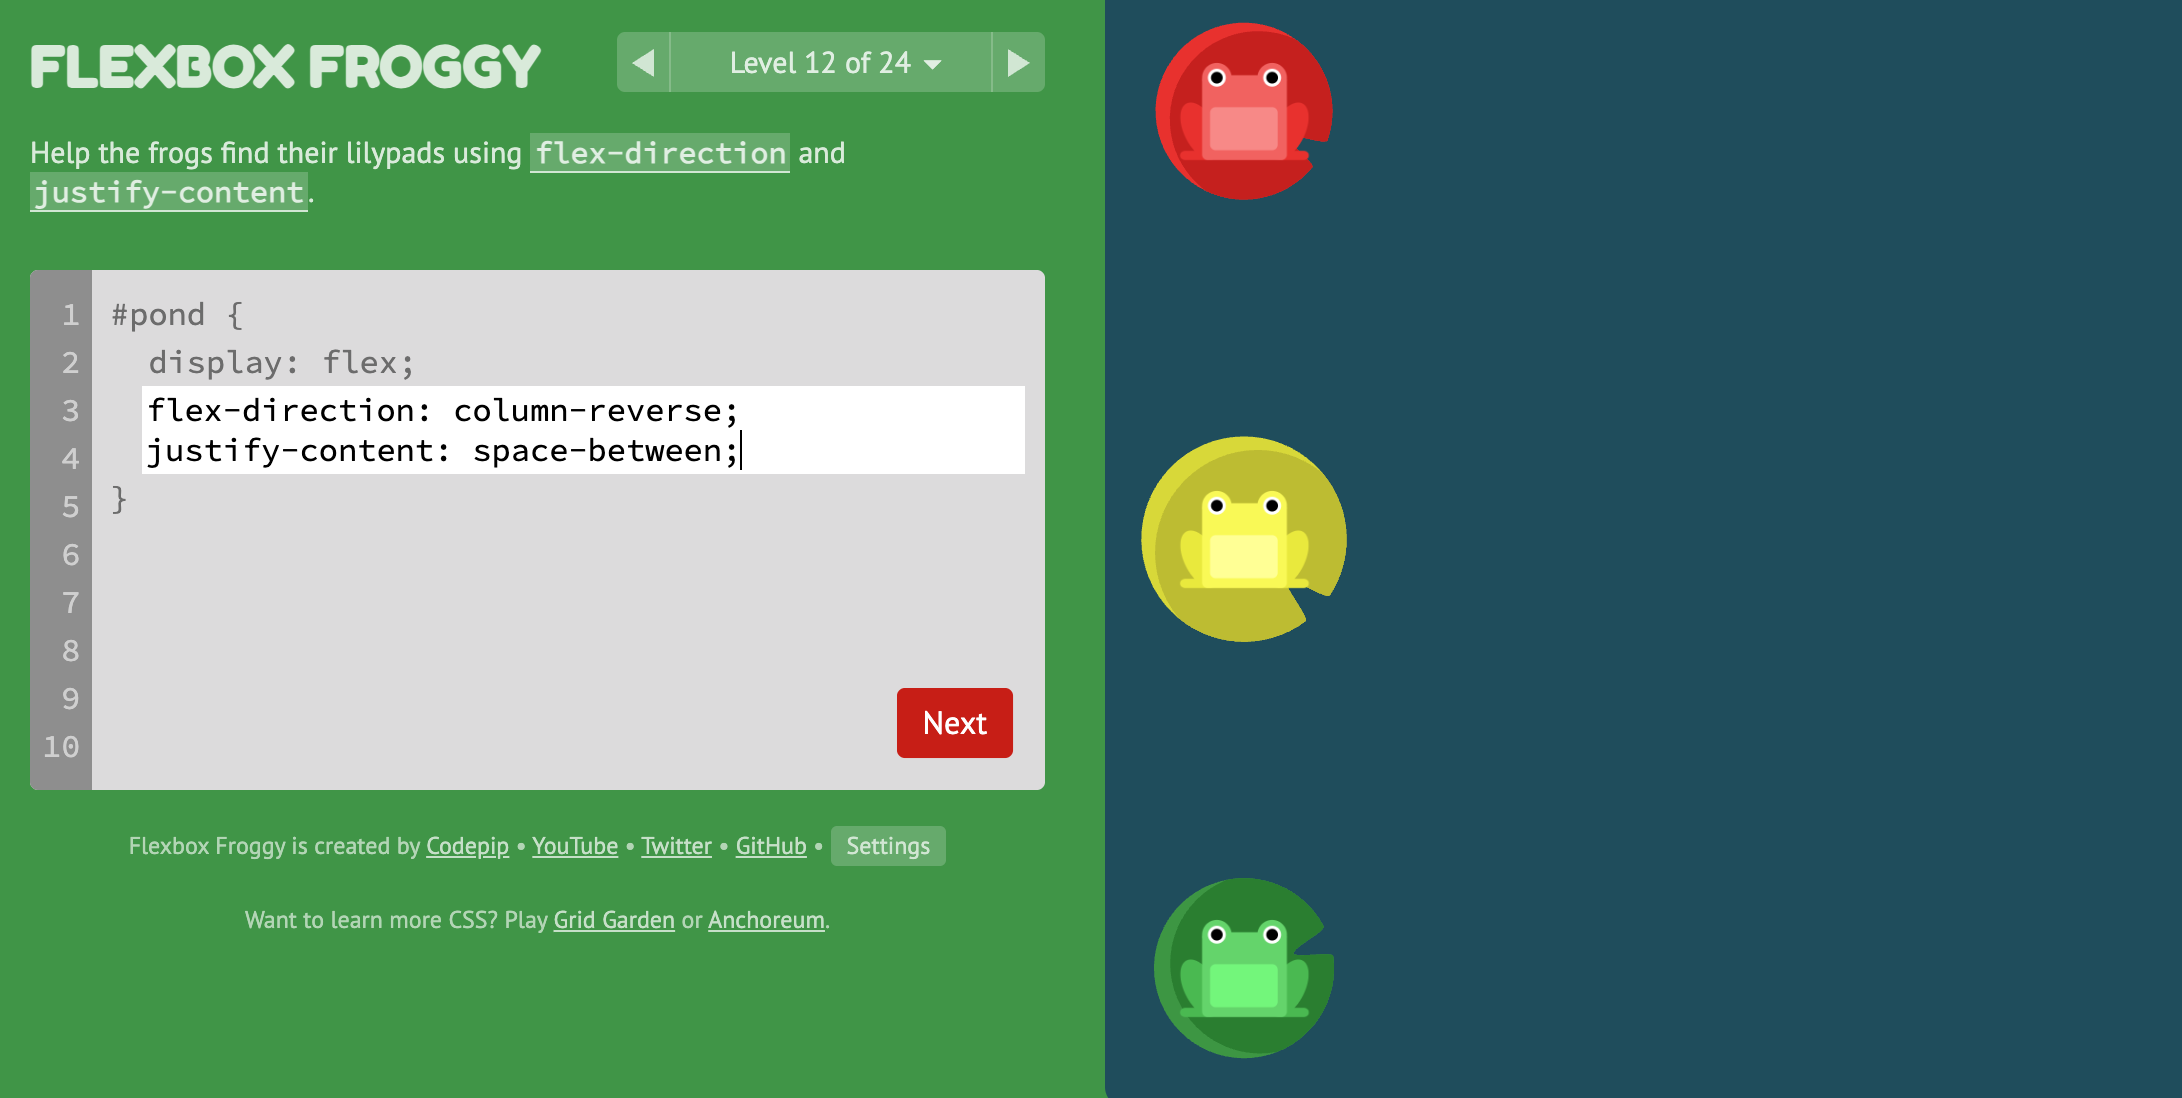 FLEXBOX FROGGY
Level 12 of 24
Help the frogs find their lilypads using flex-direction and
justify-content.
1 #pond {
2 display: flex;
3 flex-direction: column-reverse;
4 justify-content: space-between;
5 }
6
7
8
9
10
Next
Flexbox Froggy is created by Codepip • YouTube • Twitter • GitHub • Settings
Want to learn more CSS? Play Grid Garden or Anchoreum.